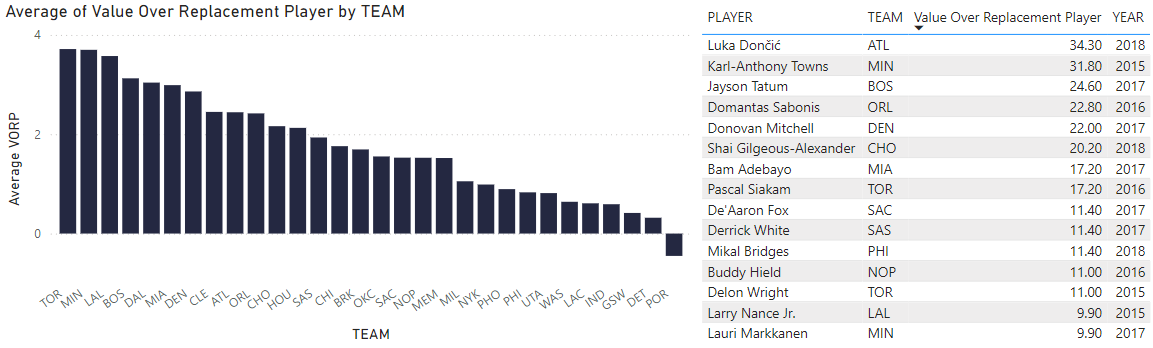 Average of Value Over Replacement Player by TEAM
4
2
0
Average VORP
TOR MIN LAL BOS DAL MIA DEN CLE ATL ORL CHO HOU SAS CHI BRK OKC SAC NOP MEM MIL NYK PHO PHI UTA WAS LAC IND GSW DET POR
TEAM
PLAYER TEAM Value Over Replacement Player YEAR
Luka Dončić ATL 34.30 2018
Karl-Anthony Towns MIN 31.80 2015
Jayson Tatum BOS 24.60 2017
Domantas Sabonis ORL 22.80 2016
Donovan Mitchell DEN 22.00 2017
Shai Gilgeous-Alexander CHO 20.20 2018
Bam Adebayo MIA 17.20 2017
Pascal Siakam TOR 17.20 2016
De'Aaron Fox SAC 11.40 2017
Derrick White SAS 11.40 2017
Mikal Bridges PHI 11.40 2018
Buddy Hield NOP 11.00 2016
Delon Wright TOR 11.00 2015
Larry Nance Jr. LAL 9.90 2015
Lauri Markkanen MIN 9.90 2017